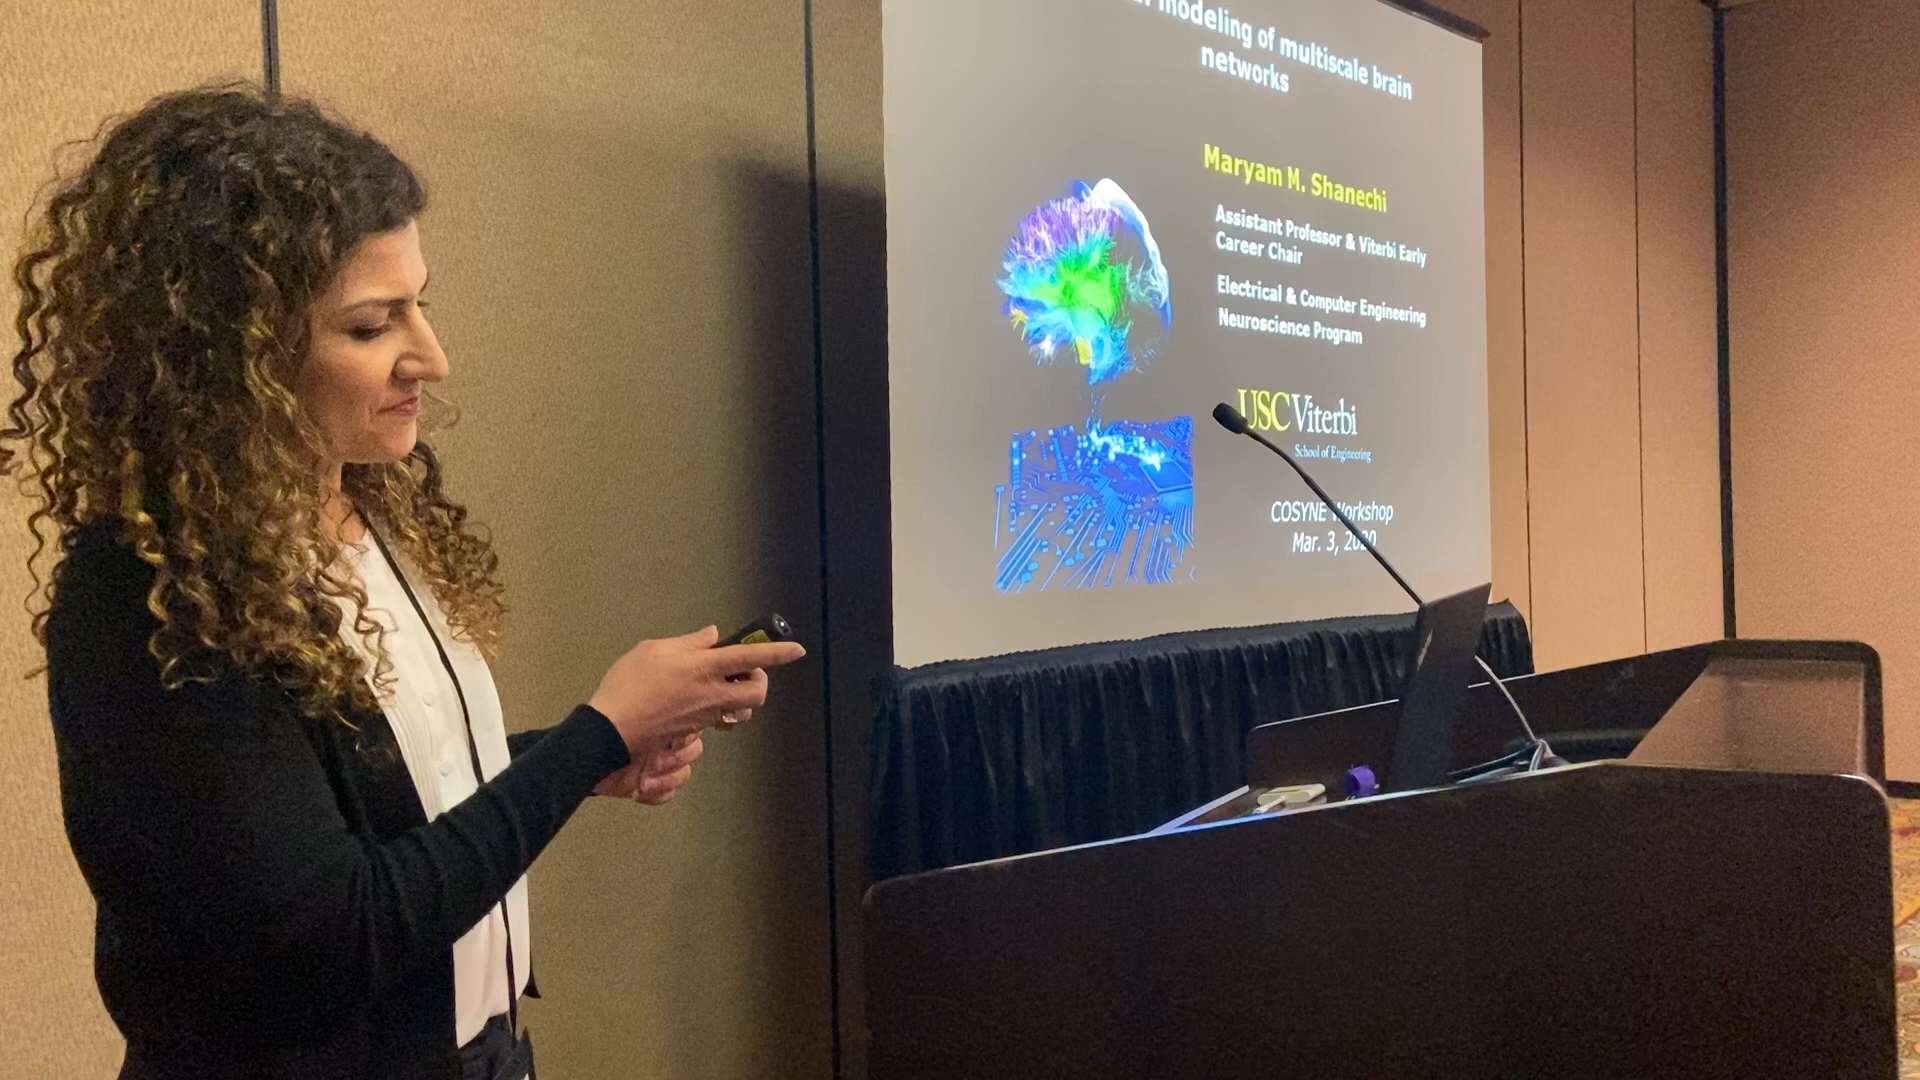 modeling of multiscale brain
networks
Maryam M. Shanechi
Assistant Professor & Viterbi Early
Career Chair
Electrical & Computer Engineering
Neuroscience Program
USC Viterbi
School of Engineering
COSYNE Workshop
Mar. 3, 2020